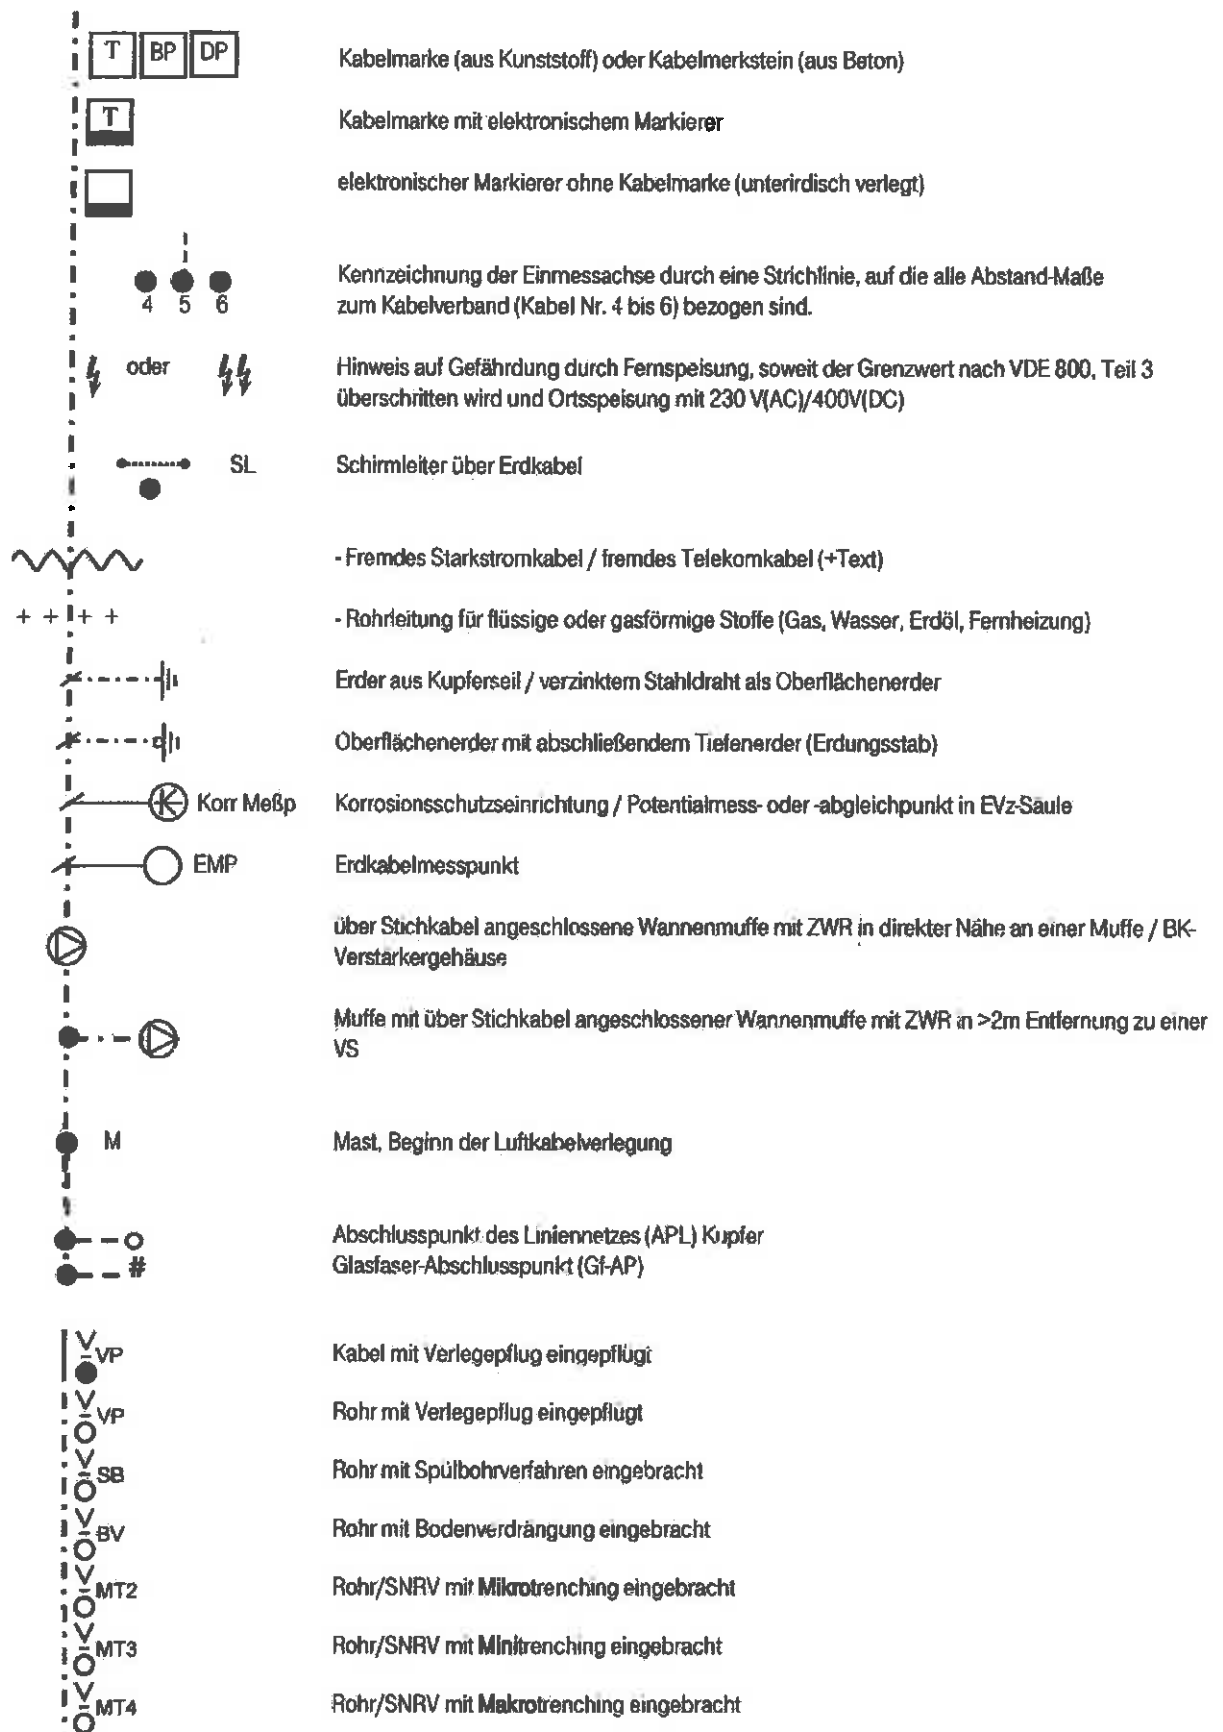 T BP DP Kabelmarke (aus Kunststoff) oder Kabelmerkstein (aus Beton)
T Kabelmarke mit elektronischem Markierer
elektronischer Markierer ohne Kabelmarke (unterirdisch verlegt)
Kennzeichnung der Einmessachse durch eine Strichlinie, auf die alle Abstand-Maße
4 5 6 zum Kabelverband (Kabel Nr. 4 bis 6) bezogen sind.
oder Hinweis auf Gefährdung durch Fernspeisung, soweit der Grenzwert nach VDE 800, Teil 3
überschritten wird und Ortsspeisung mit 230 V(AC)/400V(DC)
SL Schirmleiter über Erdkabel
- Fremdes Starkstromkabel / fremdes Telekomkabel (+Text)
+ + + + - Rohrleitung für flüssige oder gasförmige Stoffe (Gas, Wasser, Erdöl, Fernheizung)
Erder aus Kupferseil / verzinktem Stahldraht als Oberflächenerder
Oberflächenerder mit abschließendem Tiefenerder (Erdungsstab)
K Korr Meßp Korrosionsschutzeinrichtung / Potentialmess- oder -abgleichpunkt in EVz-Säule
EMP Erdkabelmesspunkt
über Stichkabel angeschlossene Wannenmuffe mit ZWR in direkter Nähe an einer Muffe / BK-
Verstärkergehäuse
Muffe mit über Stichkabel angeschlossener Wannenmuffe mit ZWR in >2m Entfernung zu einer
VS
M Mast, Beginn der Luftkabelverlegung
Abschlusspunkt des Liniennetzes (APL) Kupfer
# Glasfaser-Abschlusspunkt (Gf-AP)
VP Kabel mit Verlegepflug eingepflügt
VP Rohr mit Verlegepflug eingepflugt
SB Rohr mit Spülbohrverfahren eingebracht
BV Rohr mit Bodenverdrängung eingebracht
MT2 Rohr/SNRV mit Mikrotrenching eingebracht
MT3 Rohr/SNRV mit Minitrenching eingebracht
MT4 Rohr/SNRV mit Makrotrenching eingebracht